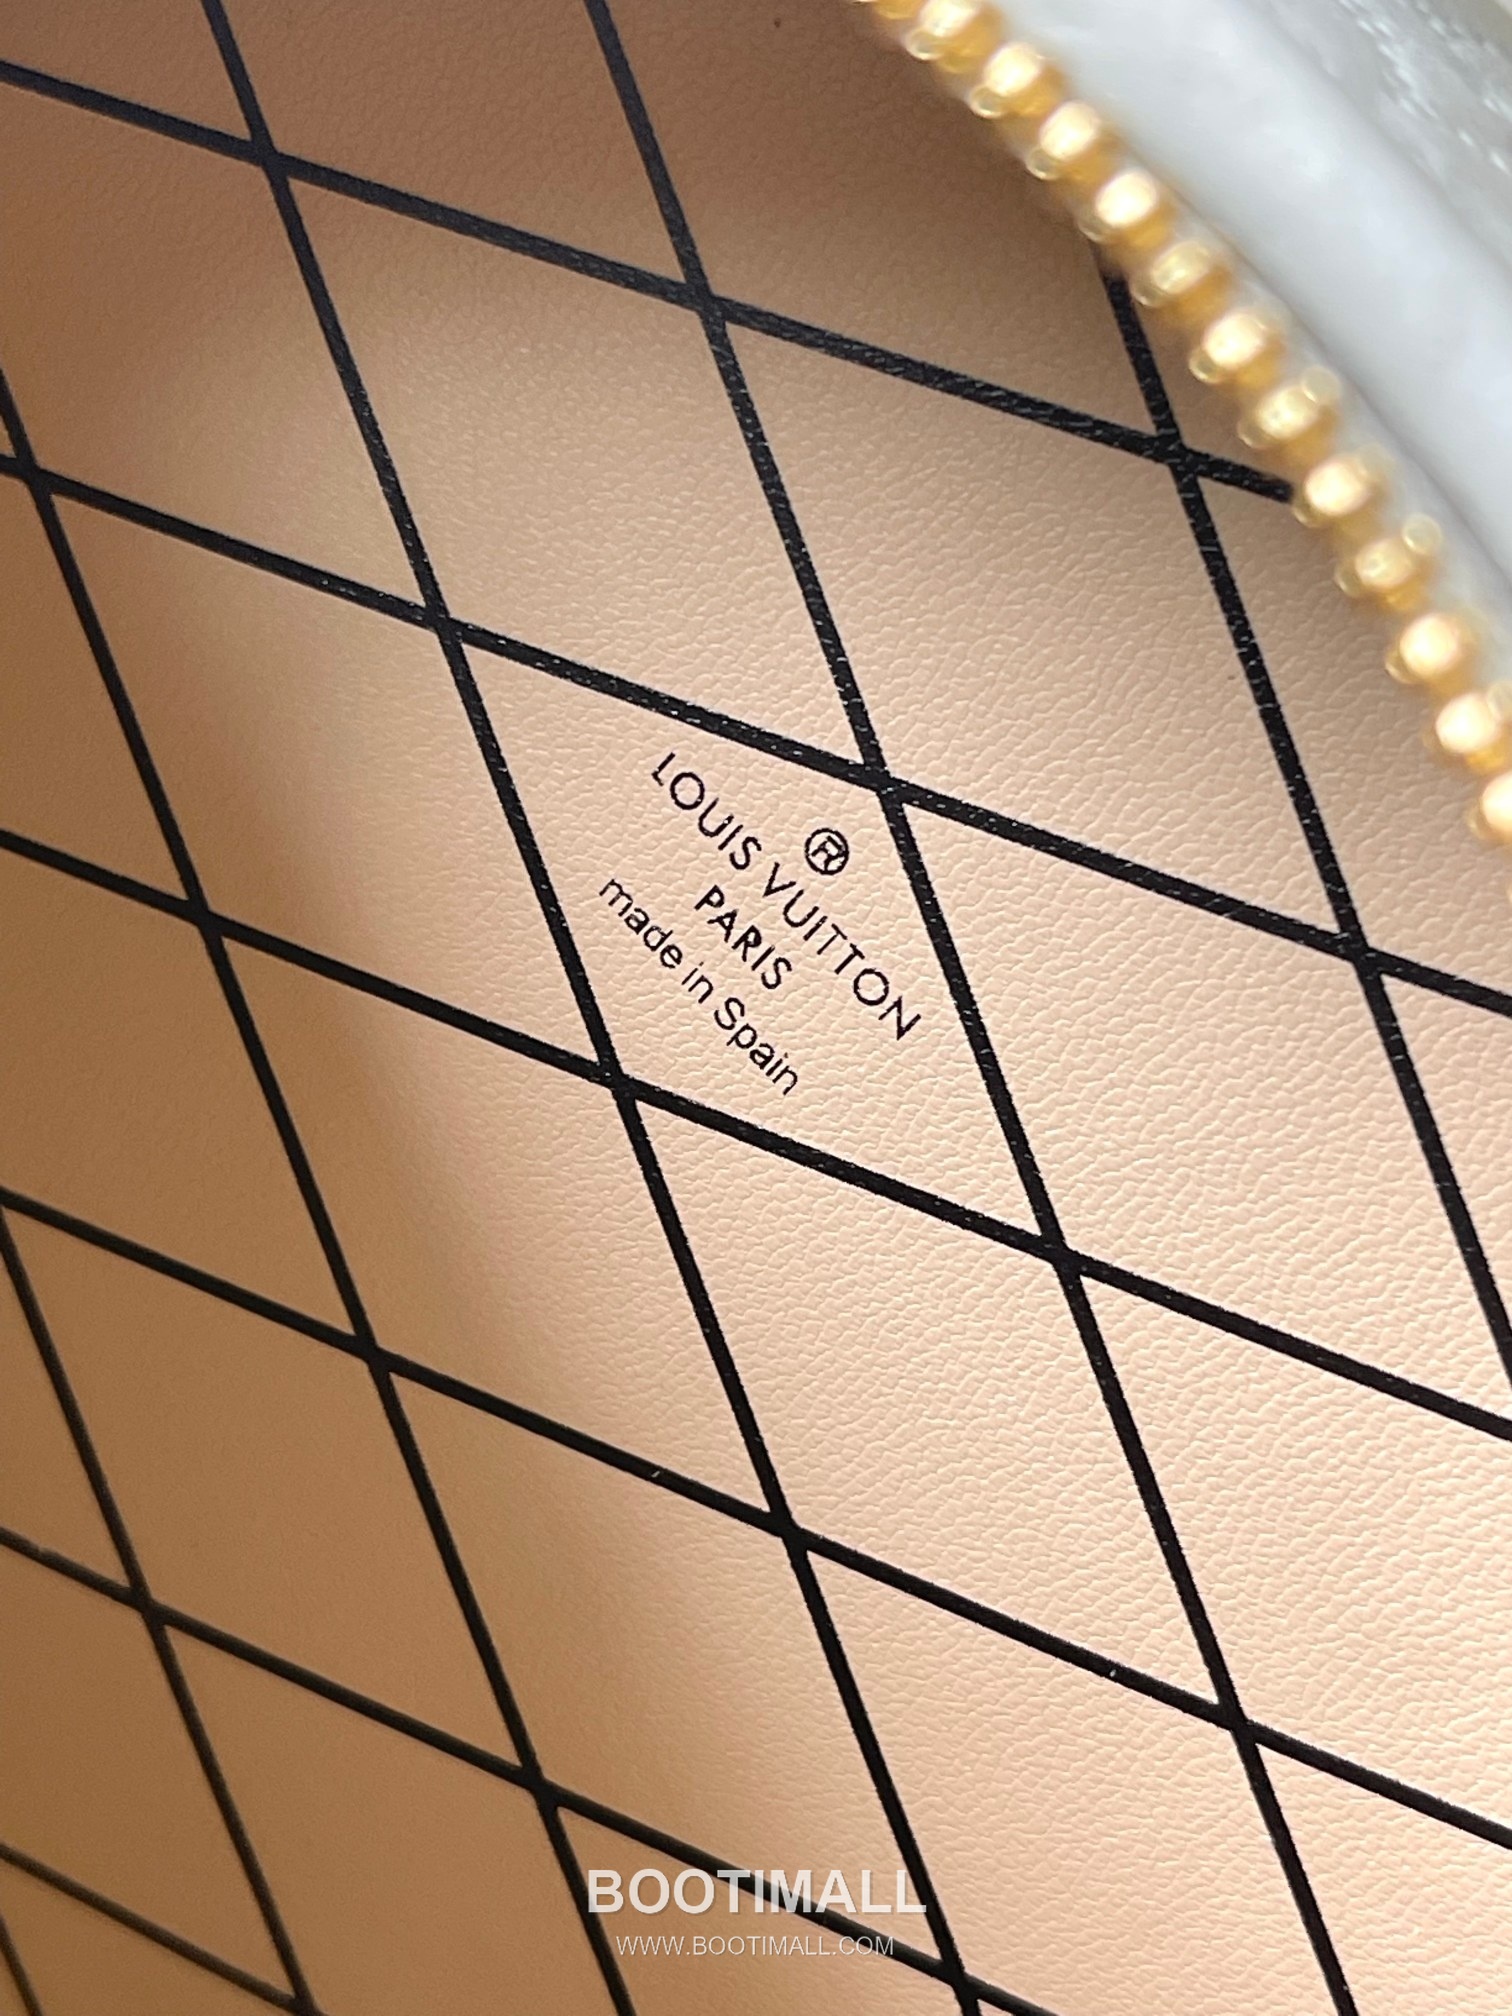 ®
LOUIS VUITTON
PARIS
made in Spain
BOOTIMALL
WWW.BOOTIMALL.COM